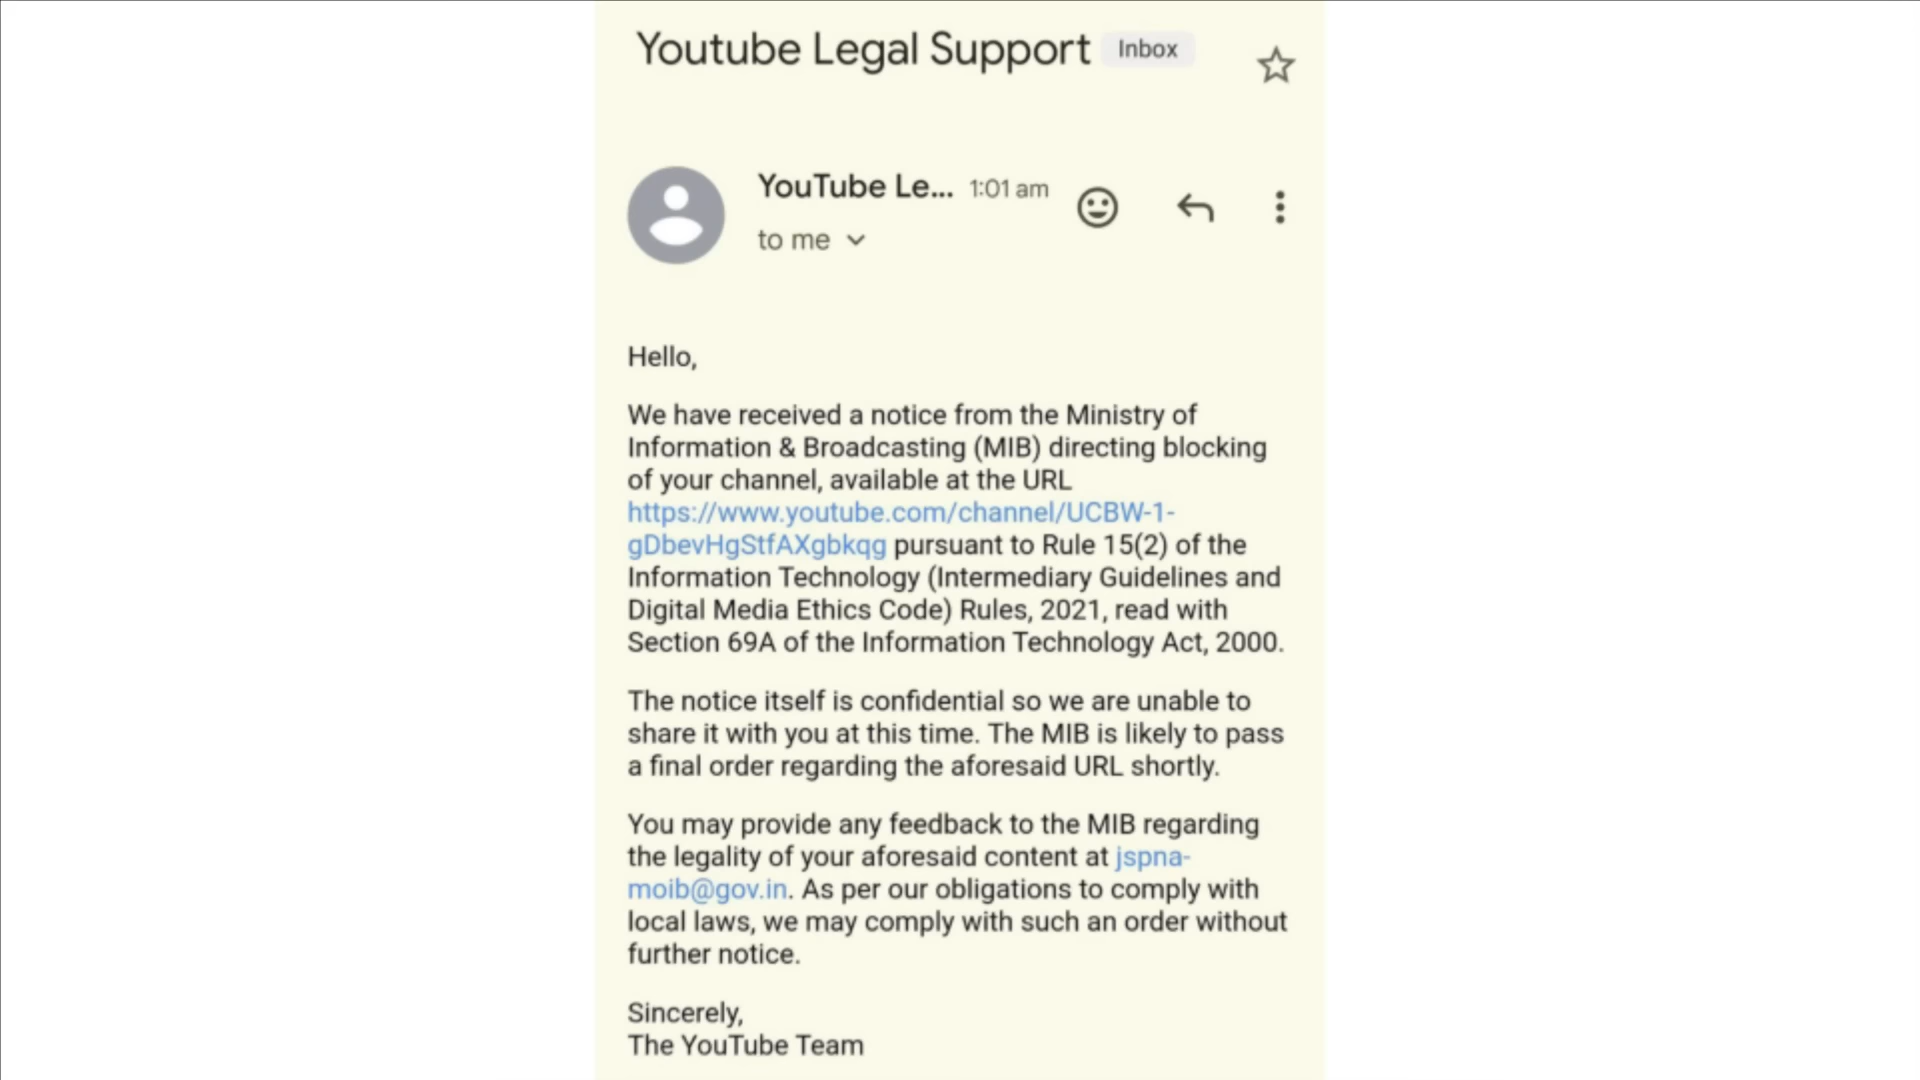 Youtube Legal Support Inbox
YouTube Le... 1:01 am
to me
Hello,
We have received a notice from the Ministry of
Information & Broadcasting (MIB) directing blocking
of your channel, available at the URL
https://www.youtube.com/channel/UCBW-1-
gDbevHgStfAXgbkqg pursuant to Rule 15(2) of the
Information Technology (Intermediary Guidelines and
Digital Media Ethics Code) Rules, 2021, read with
Section 69A of the Information Technology Act, 2000.
The notice itself is confidential so we are unable to
share it with you at this time. The MIB is likely to pass
a final order regarding the aforesaid URL shortly.
You may provide any feedback to the MIB regarding
the legality of your aforesaid content at jspna-
moib@gov.in. As per our obligations to comply with
local laws, we may comply with such an order without
further notice.
Sincerely,
The YouTube Team